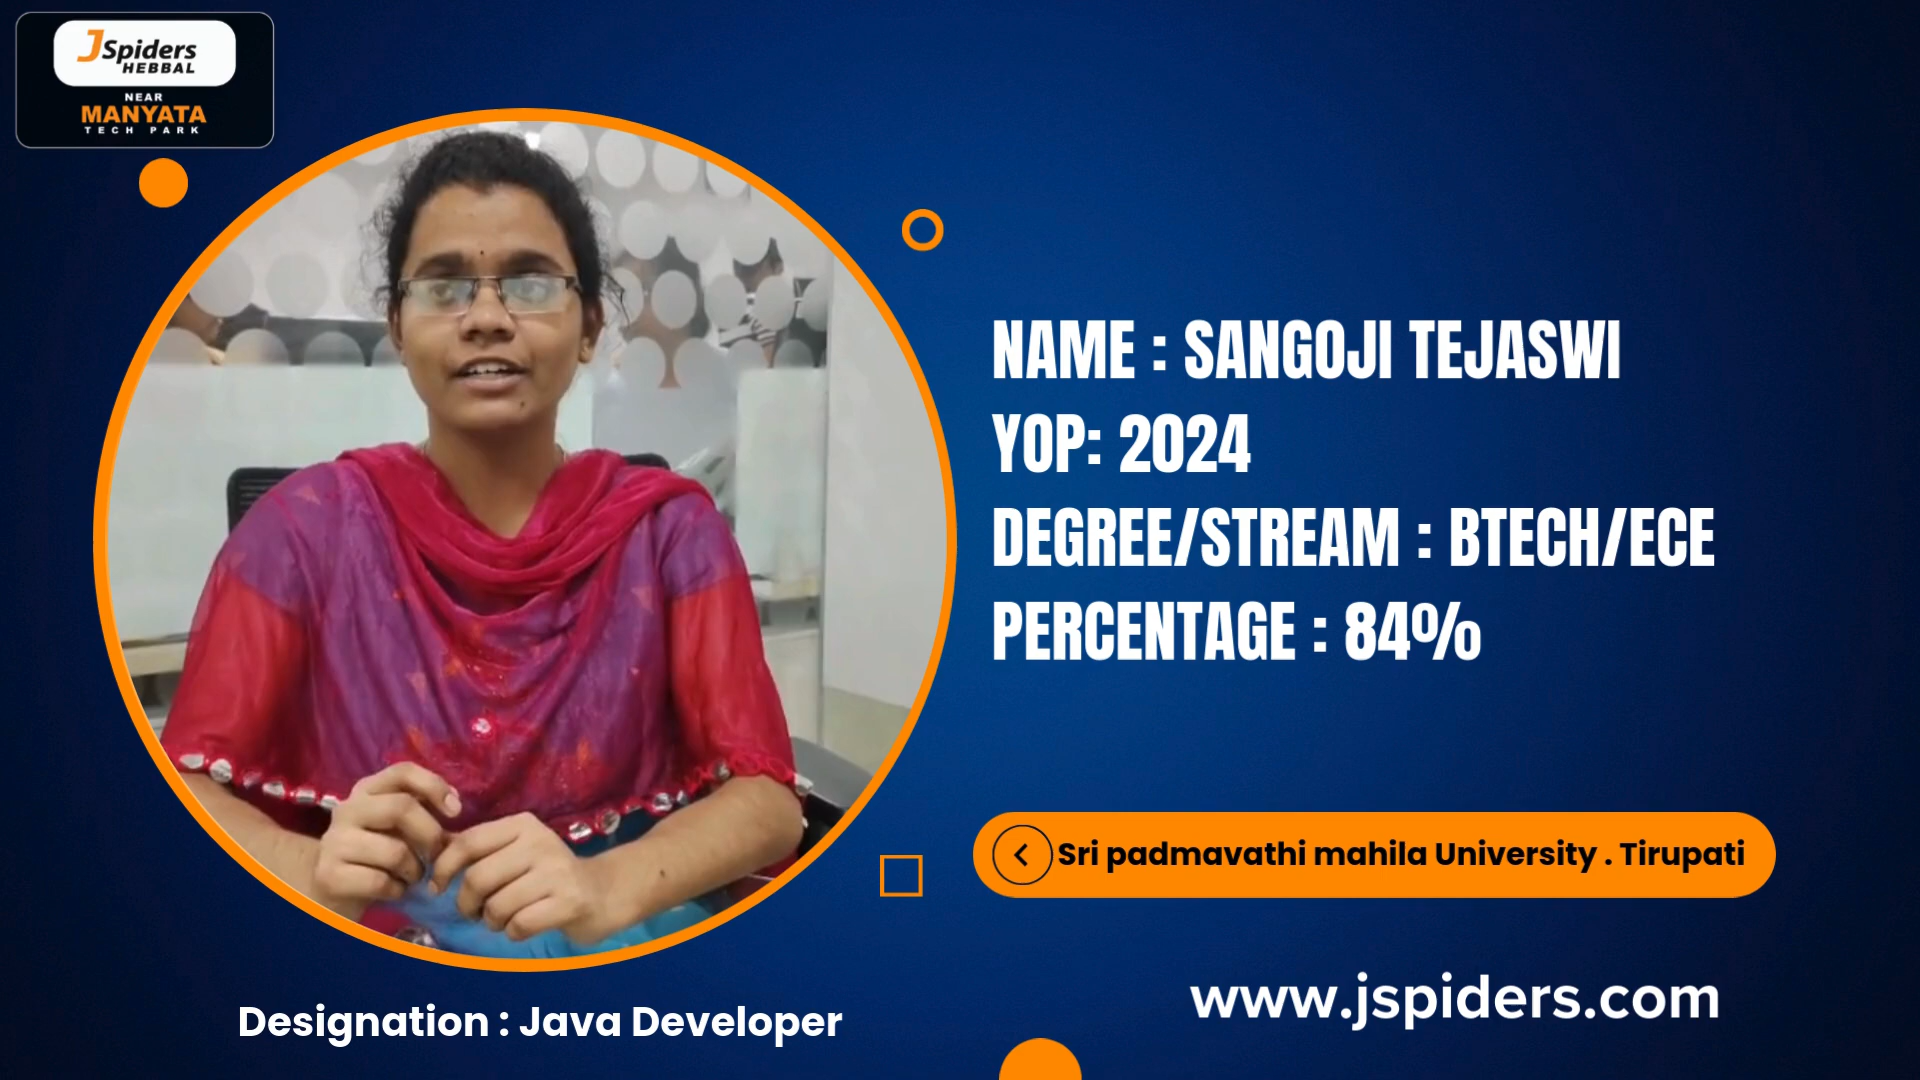 JSpiders
HEBBAL
NEAR
MANYATA
TECH PARK
NAME : SANGOJI TEJASWI
YOP: 2024
DEGREE/STREAM : BTECH/ECE
PERCENTAGE : 84%
Sri padmavathi mahila University . Tirupati
www.jspiders.com
Designation : Java Developer